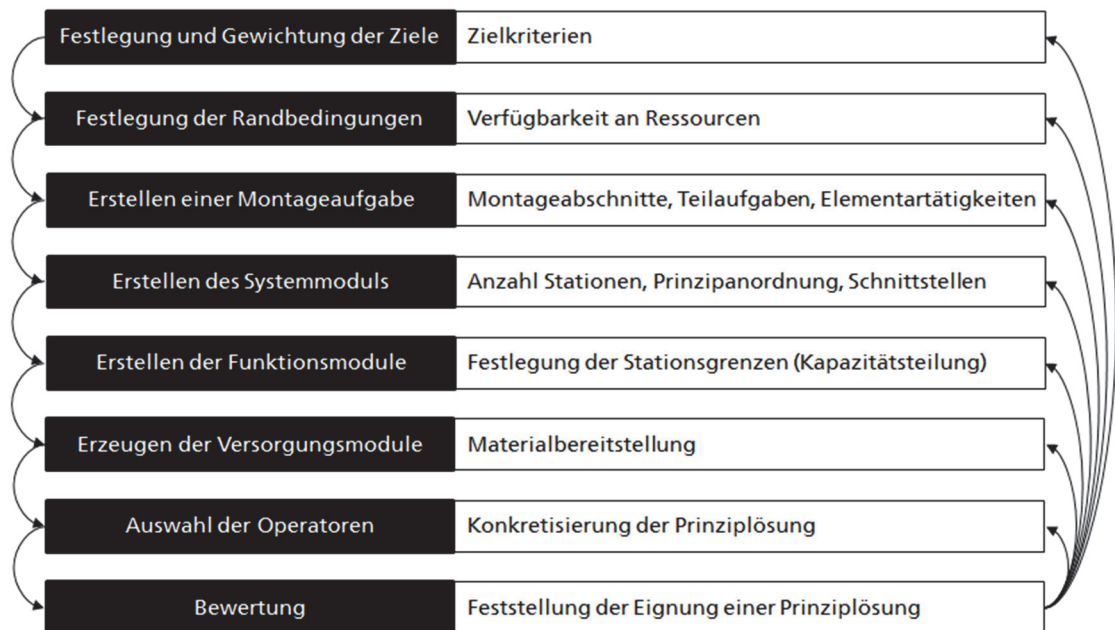 Festlegung und Gewichtung der Ziele Zielkriterien
Festlegung der Randbedingungen Verfügbarkeit an Ressourcen
Erstellen einer Montageaufgabe Montageabschnitte, Teilaufgaben, Elementartätigkeiten
Erstellen des Systemmoduls Anzahl Stationen, Prinzipanordnung, Schnittstellen
Erstellen der Funktionsmodule Festlegung der Stationsgrenzen (Kapazitätsteilung)
Erzeugen der Versorgungsmodule Materialbereitstellung
Auswahl der Operatoren Konkretisierung der Prinziplösung
Bewertung Feststellung der Eignung einer Prinziplösung